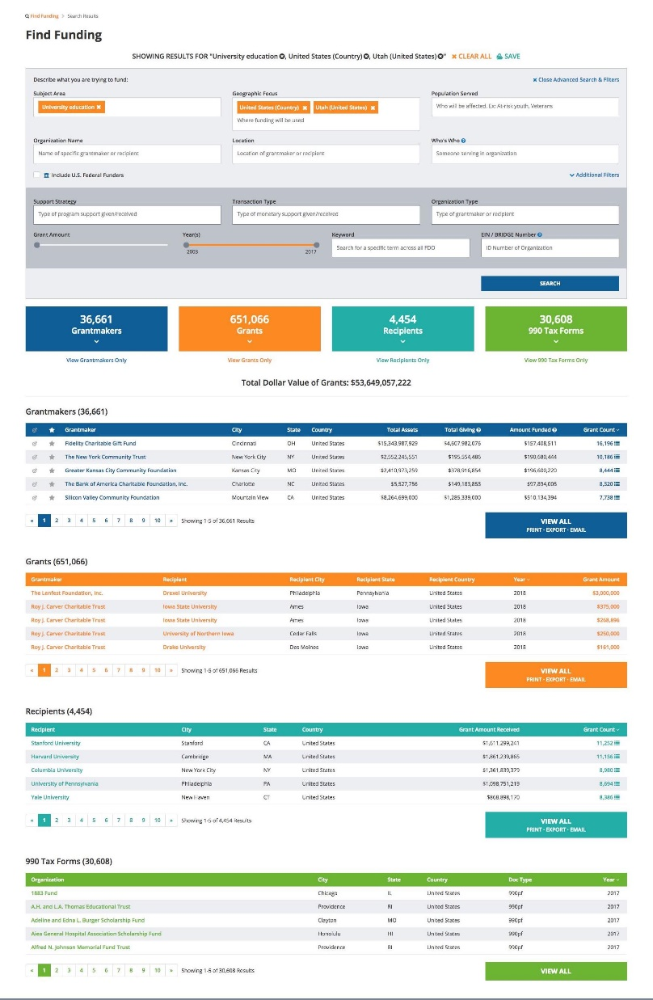 Find Funding > Search Results
Find Funding
SHOWING RESULTS FOR "University education, United States (Country), Utah (United States)" CLEAR ALL SAVE
Describe what you are trying to fund: Close Advanced Search & Filters
Subject Area Geographic Focus Population Served
University education United States (Country) Utah (United States) Who will be affected. Ex: At-risk youth, Veterans
Where funding will be used
Organization Name Location Who's Who
Name of specific grantmaker or recipient Location of grantmaker or recipient Someone serving in organization
Include U.S. Federal Funders Additional Filters
Support Strategy Transaction Type Organization Type
Type of program support given/received Type of monetary support given/received Type of grantmaker or recipient
Grant Amount Year(s) Keyword EIN / BRIDGE Number
Search for a specific term across all FDO ID Number of Organization
2003 2017
SEARCH
36,661 651,066 4,454 30,608
Grantmakers Grants Recipients 990 Tax Forms
View Grantmakers Only View Grants Only View Recipients Only View 990 Tax Forms Only
Total Dollar Value of Grants: $53,649,057,222
Grantmakers (36,661)
Grantmaker City State Country Total Assets Total Giving Amount Funded Grant Count
Fidelity Charitable Gift Fund Cincinnati OH United States $15,343,987,929 $4,607,982,076 $157,408,511 16,196
The New York Community Trust New York City NY United States $2,552,245,551 $195,554,486 $190,680,444 10,186
Greater Kansas City Community Foundation Kansas City MO United States $2,410,973,259 $378,916,854 $196,600,220 8,444
The Bank of America Charitable Foundation, Inc. Charlotte NC United States $5,527,756 $149,183,853 $97,894,005 8,320
Silicon Valley Community Foundation Mountain View CA United States $8,264,699,000 $1,285,339,000 $510,134,394 7,738
« 1 2 3 4 5 6 7 8 9 10 » Showing 1-5 of 36,661 Results VIEW ALL
PRINT - EXPORT - EMAIL
Grants (651,066)
Grantmaker Recipient Recipient City Recipient State Recipient Country Year Grant Amount
The Lenfest Foundation, Inc. Drexel University Philadelphia Pennsylvania United States 2018 $3,000,000
Roy J. Carver Charitable Trust Iowa State University Ames Iowa United States 2018 $375,000
Roy J. Carver Charitable Trust Iowa State University Ames Iowa United States 2018 $268,896
Roy J. Carver Charitable Trust University of Northern Iowa Cedar Falls Iowa United States 2018 $250,000
Roy J. Carver Charitable Trust Drake University Des Moines Iowa United States 2018 $161,000
« 1 2 3 4 5 6 7 8 9 10 » Showing 1-5 of 651,066 Results VIEW ALL
PRINT - EXPORT - EMAIL
Recipients (4,454)
Recipient City State Country Grant Amount Received Grant Count
Stanford University Stanford CA United States $1,611,299,241 11,252
Harvard University Cambridge MA United States $1,861,239,865 11,156
Columbia University New York City NY United States $1,361,839,379 8,980
University of Pennsylvania Philadelphia PA United States $1,098,751,219 8,694
Yale University New Haven CT United States $868,898,170 8,386
« 1 2 3 4 5 6 7 8 9 10 » Showing 1-5 of 4,454 Results VIEW ALL
PRINT - EXPORT - EMAIL
990 Tax Forms (30,608)
Organization City State Country Doc Type Year
1883 Fund Chicago IL United States 990pf 2017
A.H. and L.A. Thomas Educational Trust Providence RI United States 990pf 2017
Adeline and Edna L. Burger Scholarship Fund Clayton MO United States 990pf 2017
Aiea General Hospital Association Scholarship Fund Honolulu HI United States 990pf 2017
Alfred N. Johnson Memorial Fund Trust Providence RI United States 990pf 2017
« 1 2 3 4 5 6 7 8 9 10 » Showing 1-5 of 30,608 Results VIEW ALL